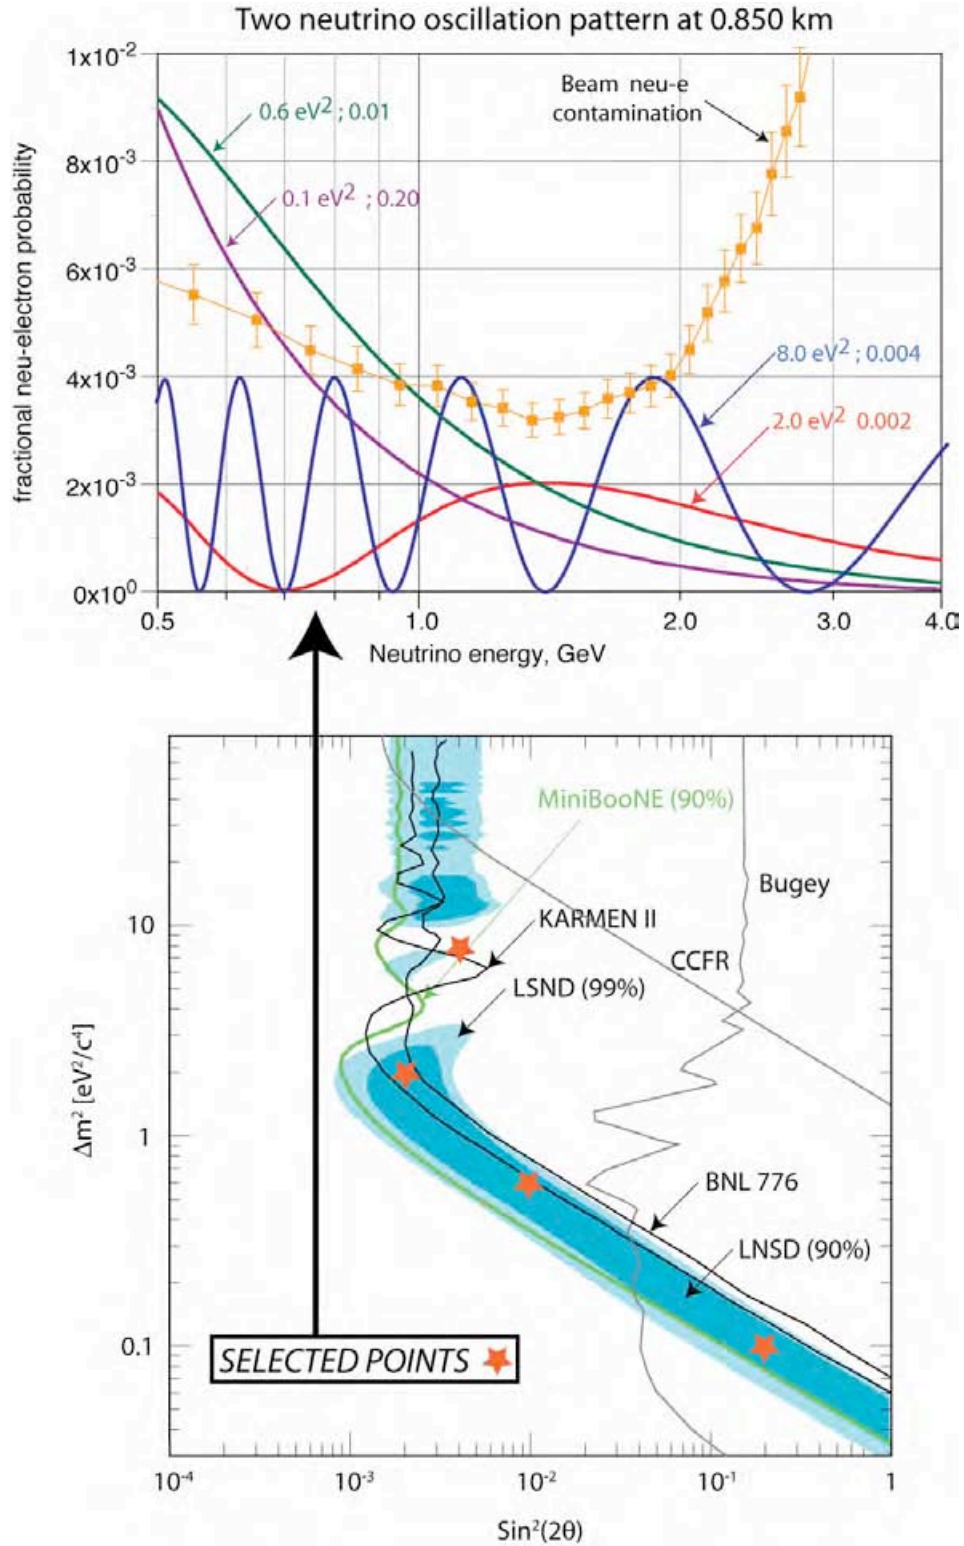 Two neutrino oscillation pattern at 0.850 km
fractional neu-electron probability
1x10⁻²
8x10⁻³
6x10⁻³
4x10⁻³
2x10⁻³
0x10⁰
0.6 eV² ; 0.01
0.1 eV² ; 0.20
Beam neu-e
contamination
8.0 eV² ; 0.004
2.0 eV² 0.002
0.5
1.0
2.0
3.0
4.0
Neutrino energy, GeV
MiniBooNE (90%)
Bugey
KARMEN II
CCFR
LSND (99%)
BNL 776
LNSD (90%)
SELECTED POINTS
Δm² [eV²/c⁴]
10
1
0.1
10⁻⁴
10⁻³
10⁻²
10⁻¹
1
Sin²(2θ)